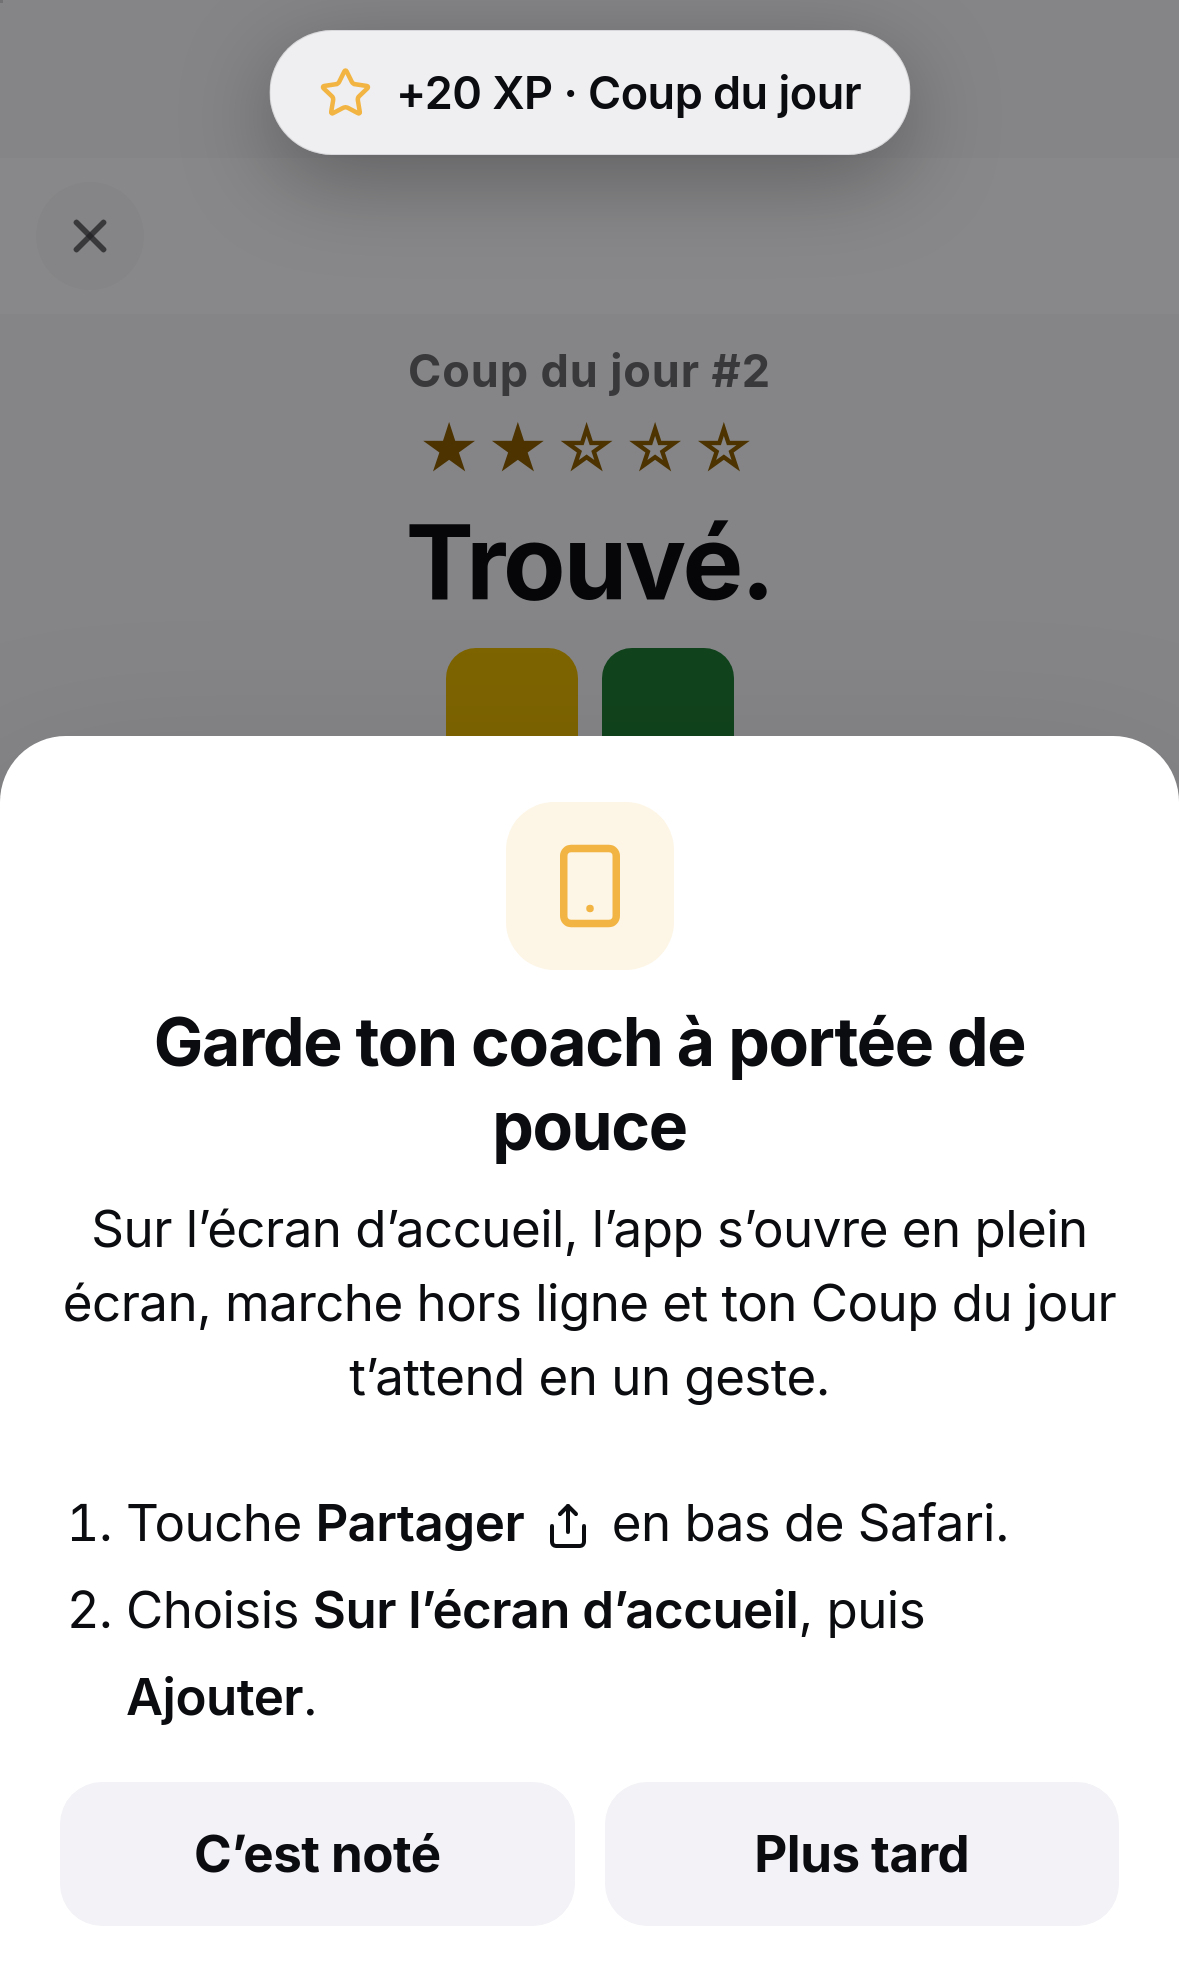 +20 XP · Coup du jour
Coup du jour #2
Trouvé.
Garde ton coach à portée de
pouce
Sur l’écran d’accueil, l’app s’ouvre en plein
écran, marche hors ligne et ton Coup du jour
t’attend en un geste.
1. Touche Partager en bas de Safari.
2. Choisis Sur l’écran d’accueil, puis
Ajouter.
C’est noté
Plus tard